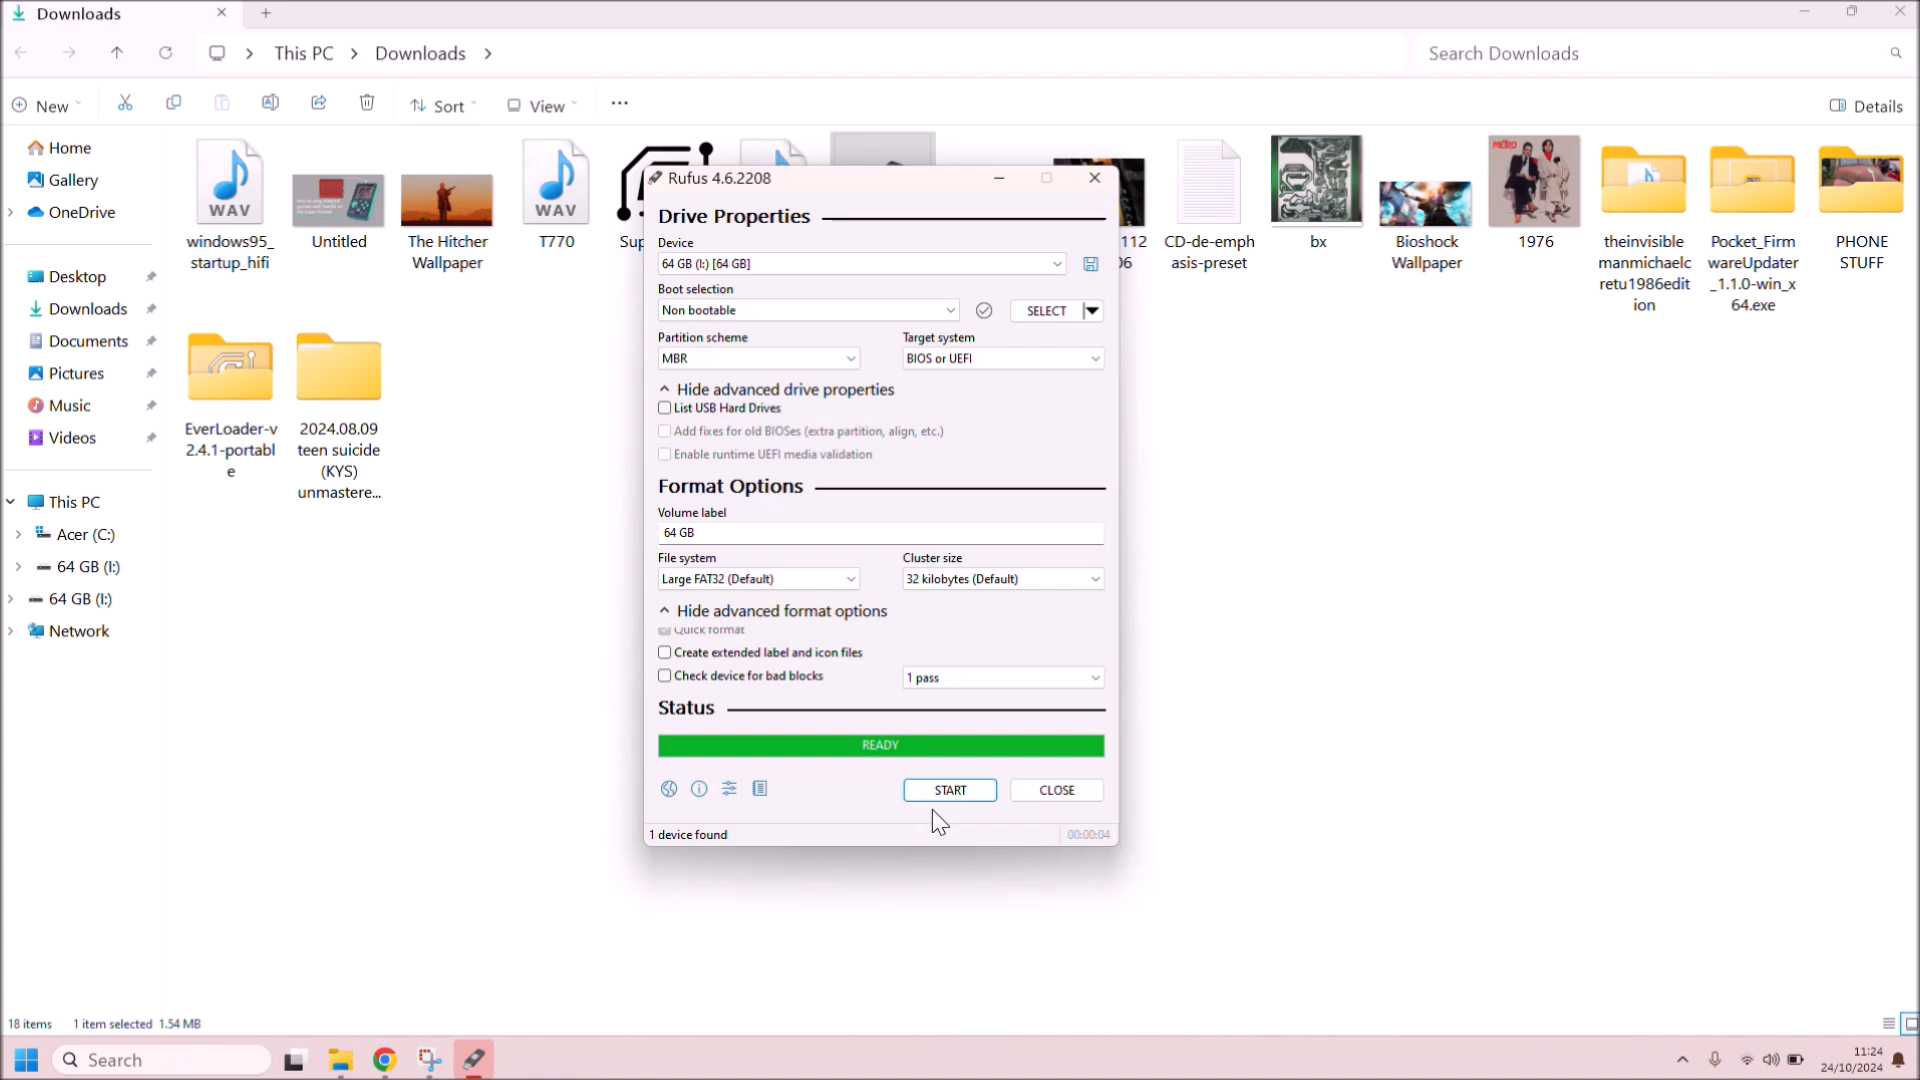 Downloads
This PC
Downloads
Search Downloads
New
Sort
View
Details
Home
Gallery
OneDrive
Desktop
Downloads
Documents
Pictures
Music
Videos
This PC
Acer (C:)
64 GB (I:)
64 GB (I:)
Network
WAV
windows95_
startup_hifi
Untitled
The Hitcher
Wallpaper
WAV
T770
Sup
112
06
CD-de-emph
asis-preset
bx
Bioshock
Wallpaper
METRO
1976
theinvisible
manmichaelc
retu1986edit
ion
Pocket_Firm
wareUpdater
_1.1.0-win_x
64.exe
PHONE
STUFF
EverLoader-v
2.4.1-portabl
e
2024.08.09
teen suicide
(KYS)
unmastere...
Rufus 4.6.2208
Drive Properties
Device
64 GB (I:) [64 GB]
Boot selection
Non bootable
SELECT
Partition scheme
Target system
MBR
BIOS or UEFI
Hide advanced drive properties
List USB Hard Drives
Add fixes for old BIOSes (extra partition, align, etc.)
Enable runtime UEFI media validation
Format Options
Volume label
64 GB
File system
Cluster size
Large FAT32 (Default)
32 kilobytes (Default)
Hide advanced format options
Quick format
Create extended label and icon files
Check device for bad blocks
1 pass
Status
READY
START
CLOSE
1 device found
00:00:04
18 items
1 item selected 1.54 MB
Search
11:24
24/10/2024